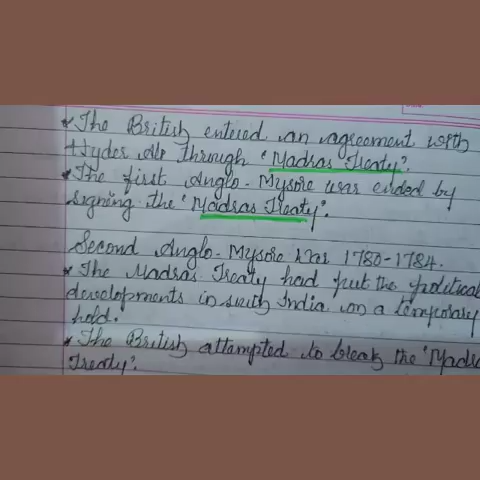 * The British entered an agreement with
Hyder Ali through 'Madras Treaty'.
* The first Anglo-Mysore war ended by
signing the 'Madras Treaty'.
Second Anglo-Mysore War 1780-1784.
* The Madras Treaty had put the political
developments in south India on a temporary
hold.
* The British attempted to break the 'Madra
Treaty'.